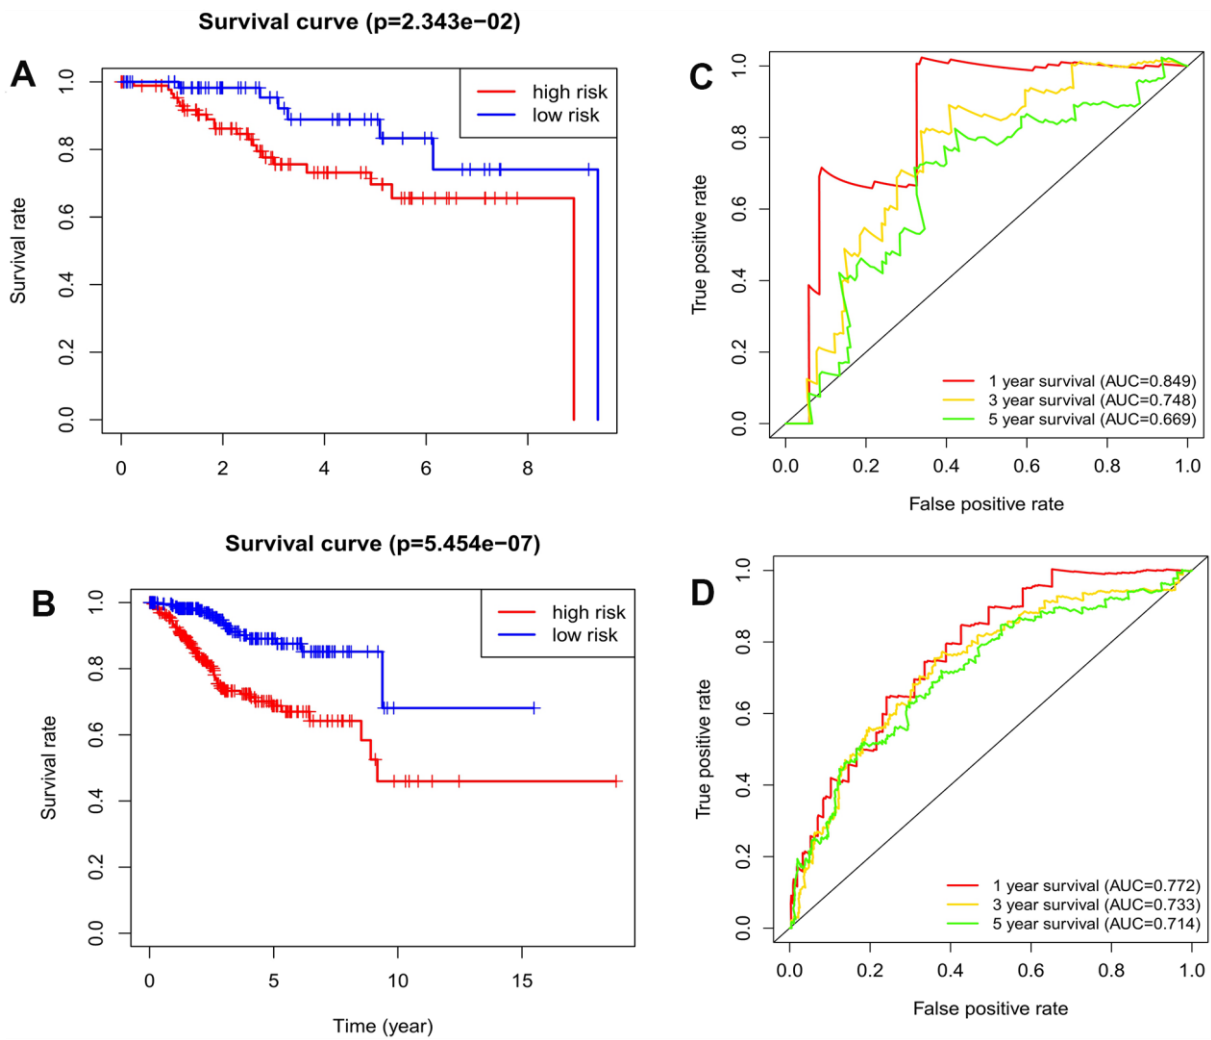 Survival curve (p=2.343e−02)
A
Survival rate
1.0
0.8
0.6
0.4
0.2
0.0
high risk
low risk
0 2 4 6 8
C
True positive rate
1.0
0.8
0.6
0.4
0.2
0.0
1 year survival (AUC=0.849)
3 year survival (AUC=0.748)
5 year survival (AUC=0.669)
0.0 0.2 0.4 0.6 0.8 1.0
False positive rate
Survival curve (p=5.454e−07)
B
Survival rate
1.0
0.8
0.6
0.4
0.2
0.0
high risk
low risk
0 5 10 15
Time (year)
D
True positive rate
1.0
0.8
0.6
0.4
0.2
0.0
1 year survival (AUC=0.772)
3 year survival (AUC=0.733)
5 year survival (AUC=0.714)
0.0 0.2 0.4 0.6 0.8 1.0
False positive rate